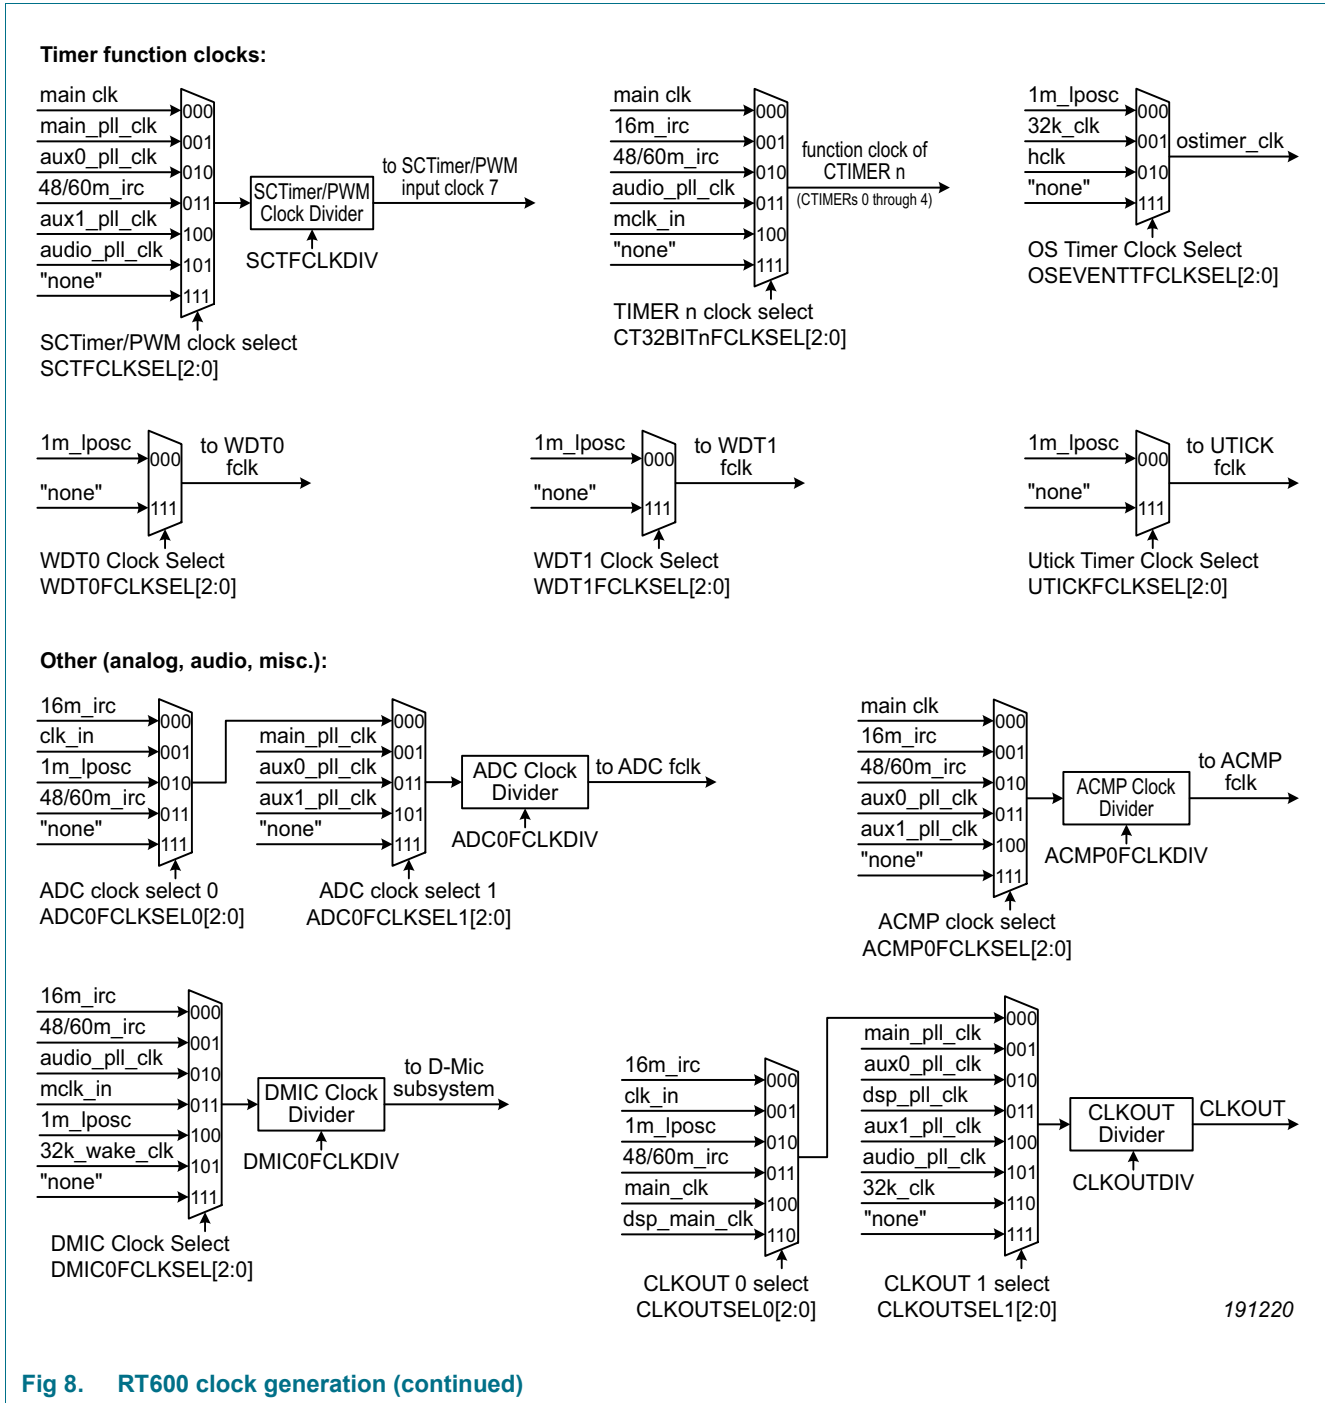 Timer function clocks:
main clk
000
main_pll_clk
001
aux0_pll_clk
010
48/60m_irc
011
aux1_pll_clk
100
audio_pll_clk
101
"none"
111
SCTimer/PWM
Clock Divider
to SCTimer/PWM
input clock 7
SCTFCLKDIV
SCTimer/PWM clock select
SCTFCLKSEL[2:0]
main clk
000
16m_irc
001
48/60m_irc
010
audio_pll_clk
011
mclk_in
100
"none"
111
function clock of
CTIMER n
(CTIMERs 0 through 4)
TIMER n clock select
CT32BITnFCLKSEL[2:0]
1m_lposc
000
32k_clk
001
hclk
010
"none"
111
ostimer_clk
OS Timer Clock Select
OSEVENTTFCLKSEL[2:0]
1m_lposc
000
"none"
111
to WDT0
fclk
WDT0 Clock Select
WDT0FCLKSEL[2:0]
1m_lposc
000
"none"
111
to WDT1
fclk
WDT1 Clock Select
WDT1FCLKSEL[2:0]
1m_lposc
000
"none"
111
to UTICK
fclk
Utick Timer Clock Select
UTICKFCLKSEL[2:0]
Other (analog, audio, misc.):
16m_irc
000
clk_in
001
1m_lposc
010
48/60m_irc
011
"none"
111
ADC clock select 0
ADC0FCLKSEL0[2:0]
000
main_pll_clk
001
aux0_pll_clk
011
aux1_pll_clk
101
"none"
111
ADC Clock
Divider
to ADC fclk
ADC0FCLKDIV
ADC clock select 1
ADC0FCLKSEL1[2:0]
main clk
000
16m_irc
001
48/60m_irc
010
aux0_pll_clk
011
aux1_pll_clk
100
"none"
111
ACMP Clock
Divider
to ACMP
fclk
ACMP0FCLKDIV
ACMP clock select
ACMP0FCLKSEL[2:0]
16m_irc
000
48/60m_irc
001
audio_pll_clk
010
mclk_in
011
1m_lposc
100
32k_wake_clk
101
"none"
111
DMIC Clock
Divider
to D-Mic
subsystem
DMIC0FCLKDIV
DMIC Clock Select
DMIC0FCLKSEL[2:0]
16m_irc
000
clk_in
001
1m_lposc
010
48/60m_irc
011
main_clk
100
dsp_main_clk
110
CLKOUT 0 select
CLKOUTSEL0[2:0]
000
main_pll_clk
001
aux0_pll_clk
010
dsp_pll_clk
011
aux1_pll_clk
100
audio_pll_clk
101
32k_clk
110
"none"
111
CLKOUT
Divider
CLKOUT
CLKOUTDIV
CLKOUT 1 select
CLKOUTSEL1[2:0]
191220
Fig 8. RT600 clock generation (continued)